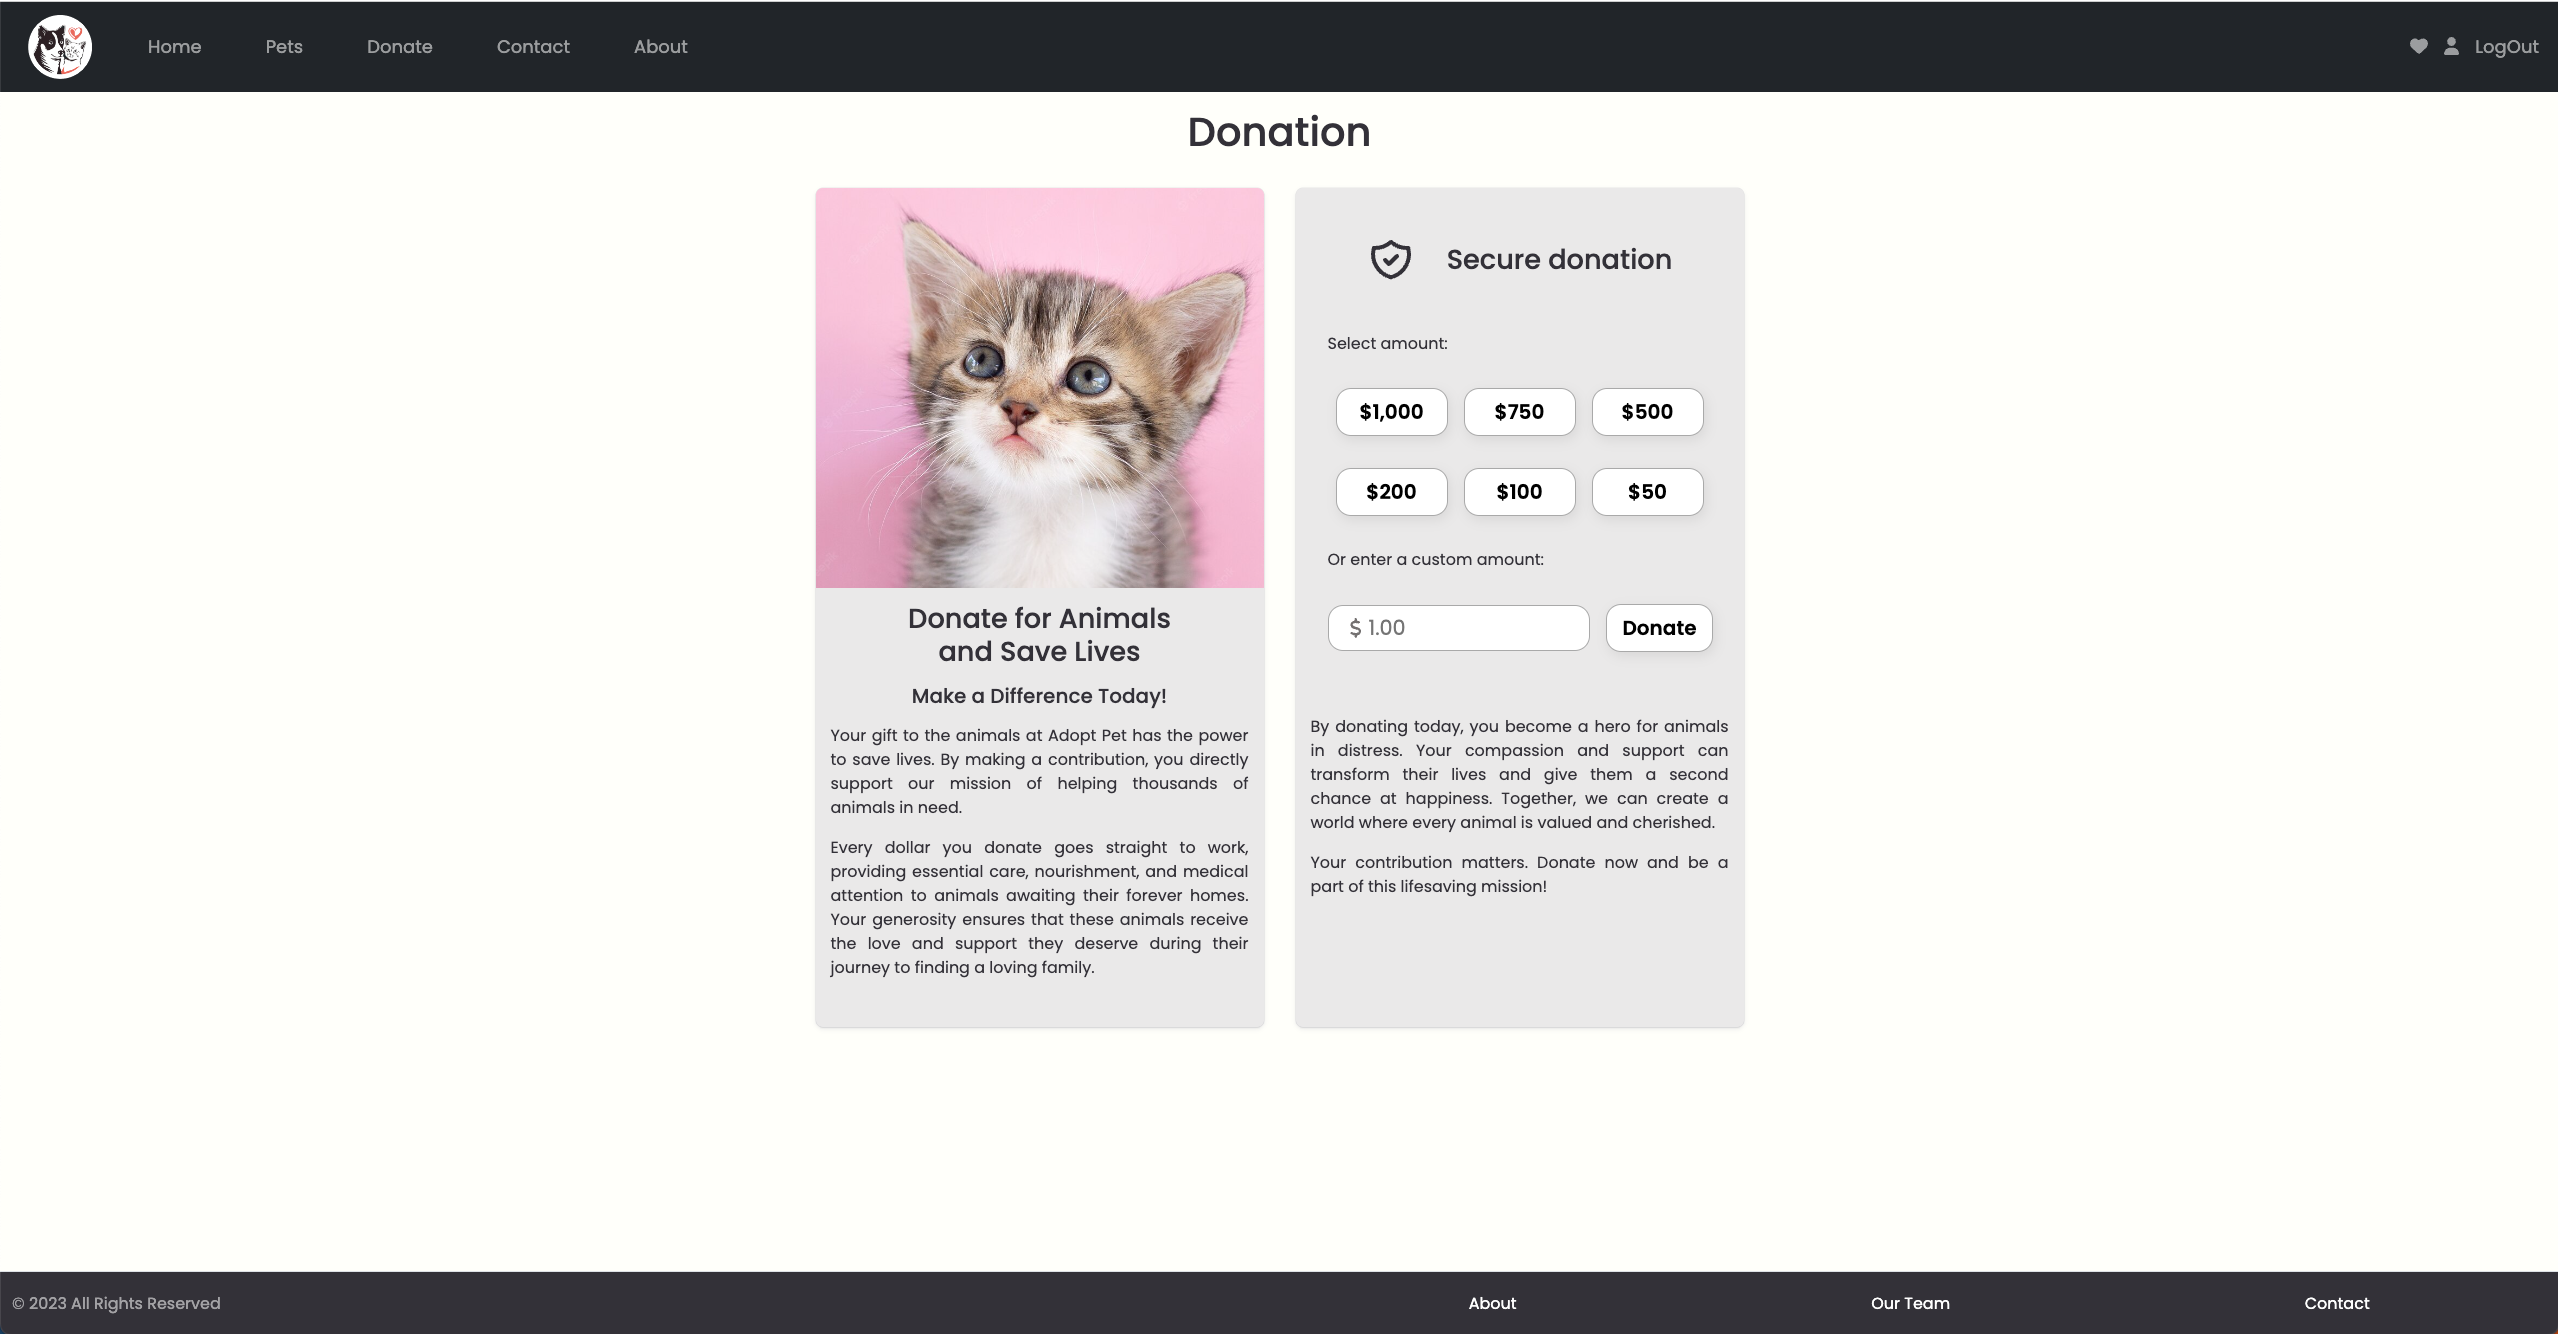 Home Pets Donate Contact About LogOut
Donation
Donate for Animals
and Save Lives
Make a Difference Today!
Your gift to the animals at Adopt Pet has the power
to save lives. By making a contribution, you directly
support our mission of helping thousands of
animals in need.
Every dollar you donate goes straight to work,
providing essential care, nourishment, and medical
attention to animals awaiting their forever homes.
Your generosity ensures that these animals receive
the love and support they deserve during their
journey to finding a loving family.
Secure donation
Select amount:
$1,000 $750 $500
$200 $100 $50
Or enter a custom amount:
$ 1.00 Donate
By donating today, you become a hero for animals
in distress. Your compassion and support can
transform their lives and give them a second
chance at happiness. Together, we can create a
world where every animal is valued and cherished.
Your contribution matters. Donate now and be a
part of this lifesaving mission!
© 2023 All Rights Reserved About Our Team Contact